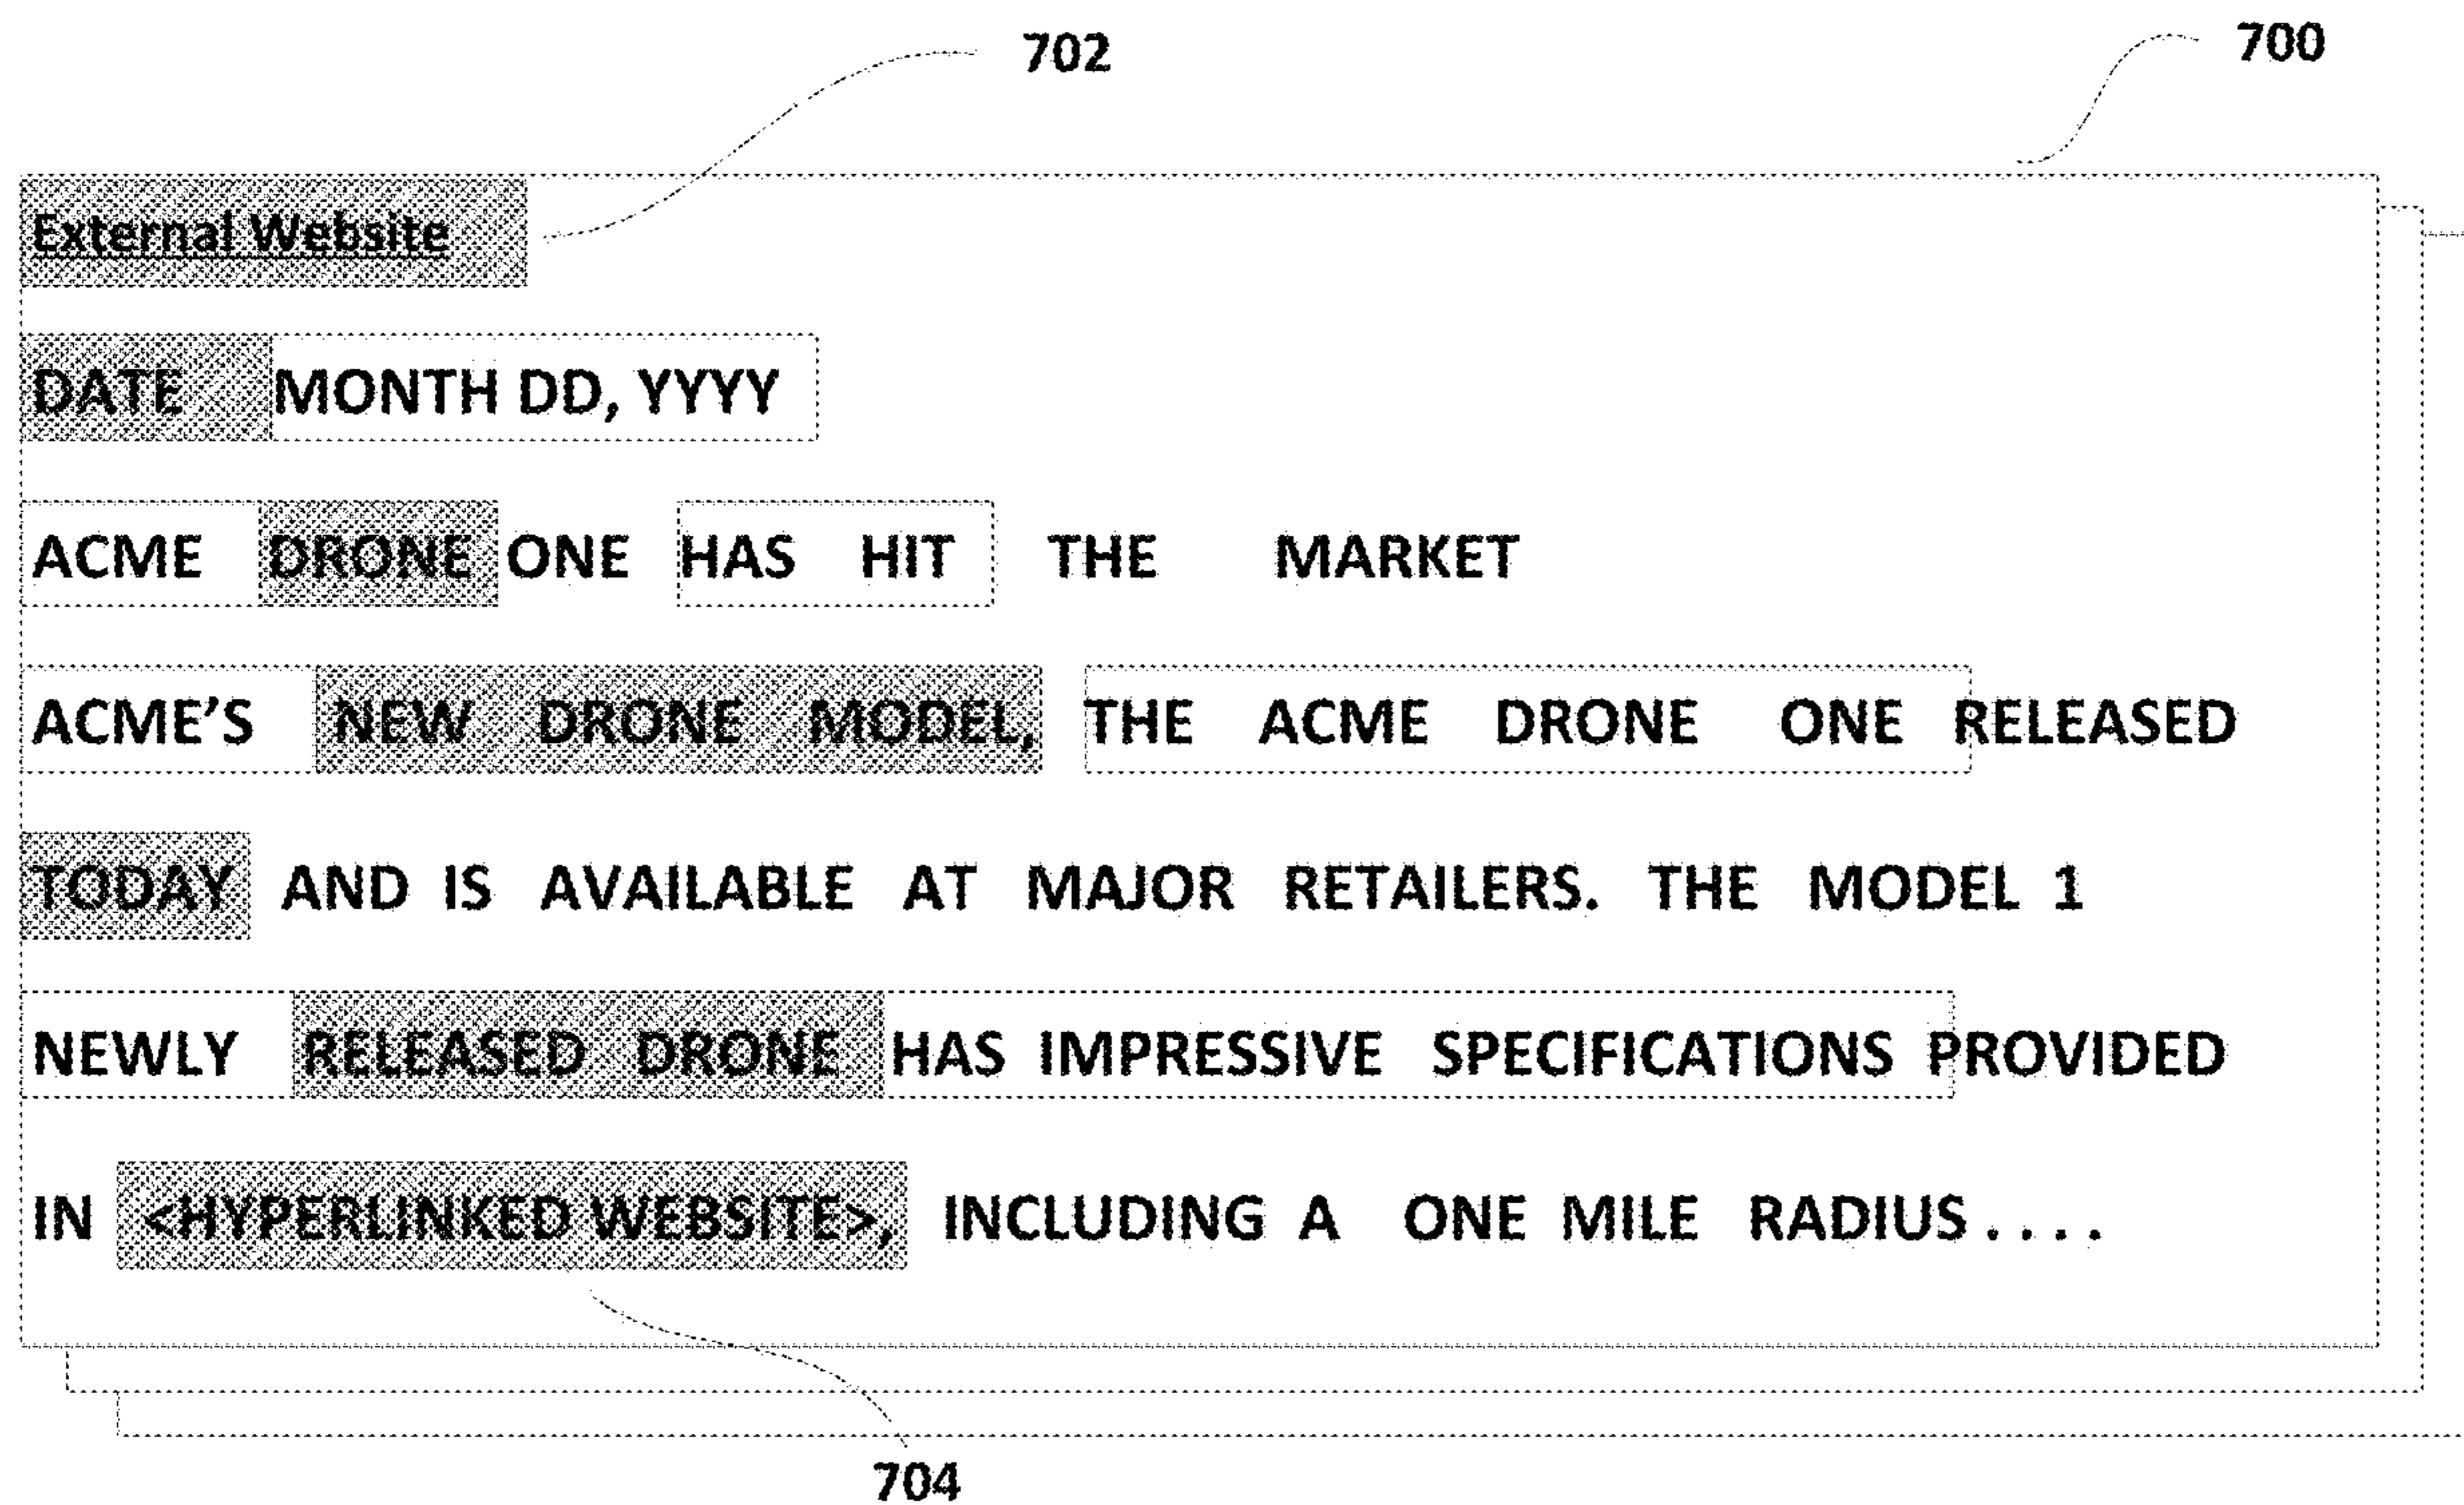 702
700
External Website
DATE MONTH DD, YYYY
ACME DRONE ONE HAS HIT THE MARKET
ACME’S NEW DRONE MODEL, THE ACME DRONE ONE RELEASED
TODAY AND IS AVAILABLE AT MAJOR RETAILERS. THE MODEL 1
NEWLY RELEASED DRONE HAS IMPRESSIVE SPECIFICATIONS PROVIDED
IN <HYPERLINKED WEBSITE>, INCLUDING A ONE MILE RADIUS . . . .
704